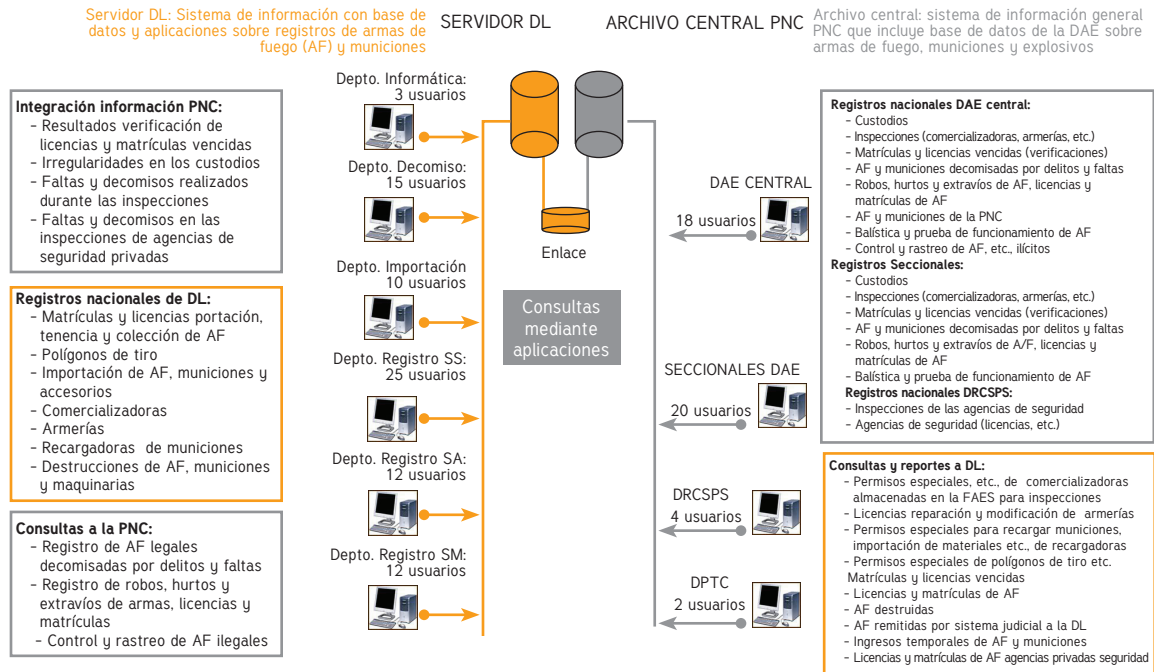 Servidor DL: Sistema de información con base de
datos y aplicaciones sobre registros de armas de
fuego (AF) y municiones
SERVIDOR DL
ARCHIVO CENTRAL PNC
Archivo central: sistema de información general
PNC que incluye base de datos de la DAE sobre
armas de fuego, municiones y explosivos
Integración información PNC:
- Resultados verificación de
licencias y matrículas vencidas
- Irregularidades en los custodios
- Faltas y decomisos realizados
durante las inspecciones
- Faltas y decomisos en las
inspecciones de agencias de
seguridad privadas
Registros nacionales de DL:
- Matrículas y licencias portación,
tenencia y colección de AF
- Polígonos de tiro
- Importación de AF, municiones y
accesorios
- Comercializadoras
- Armerías
- Recargadoras de municiones
- Destrucciones de AF, municiones
y maquinarias
Consultas a la PNC:
- Registro de AF legales
decomisadas por delitos y faltas
- Registro de robos, hurtos y
extravíos de armas, licencias y
matrículas
- Control y rastreo de AF ilegales
Depto. Informática:
3 usuarios
Depto. Decomiso:
15 usuarios
Depto. Importación
10 usuarios
Depto. Registro SS:
25 usuarios
Depto. Registro SA:
12 usuarios
Depto. Registro SM:
12 usuarios
Enlace
Consultas
mediante
aplicaciones
DAE CENTRAL
18 usuarios
SECCIONALES DAE
20 usuarios
DRCSPS
4 usuarios
DPTC
2 usuarios
Registros nacionales DAE central:
- Custodios
- Inspecciones (comercializadoras, armerías, etc.)
- Matrículas y licencias vencidas (verificaciones)
- AF y municiones decomisadas por delitos y faltas
- Robos, hurtos y extravíos de AF, licencias y
matrículas de AF
- AF y municiones de la PNC
- Balística y prueba de funcionamiento de AF
- Control y rastreo de AF, etc., ilícitos
Registros Seccionales:
- Custodios
- Inspecciones (comercializadoras, armerías, etc.)
- Matrículas y licencias vencidas (verificaciones)
- AF y municiones decomisadas por delitos y faltas
- Robos, hurtos y extravíos de A/F, licencias y
matrículas de AF
- Balística y prueba de funcionamiento de AF
Registros nacionales DRCSPS:
- Inspecciones de las agencias de seguridad
- Agencias de seguridad (licencias, etc.)
Consultas y reportes a DL:
- Permisos especiales, etc., de comercializadoras
almacenadas en la FAES para inspecciones
- Licencias reparación y modificación de armerías
- Permisos especiales para recargar municiones,
importación de materiales etc., de recargadoras
- Permisos especiales de polígonos de tiro etc.
Matrículas y licencias vencidas
- Licencias y matrículas de AF
- AF destruidas
- AF remitidas por sistema judicial a la DL
- Ingresos temporales de AF y municiones
- Licencias y matrículas de AF agencias privadas seguridad